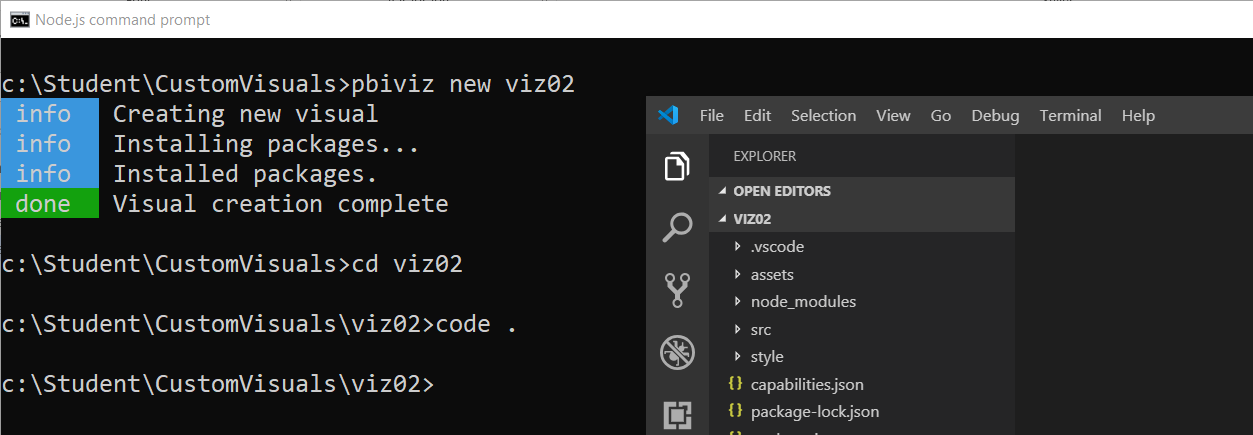 Node.js command prompt
c:\Student\CustomVisuals>pbiviz new viz02
info Creating new visual
info Installing packages...
info Installed packages.
done Visual creation complete
c:\Student\CustomVisuals>cd viz02
c:\Student\CustomVisuals\viz02>code .
c:\Student\CustomVisuals\viz02>
File Edit Selection View Go Debug Terminal Help
EXPLORER
OPEN EDITORS
VIZ02
.vscode
assets
node_modules
src
style
{} capabilities.json
{} package-lock.json